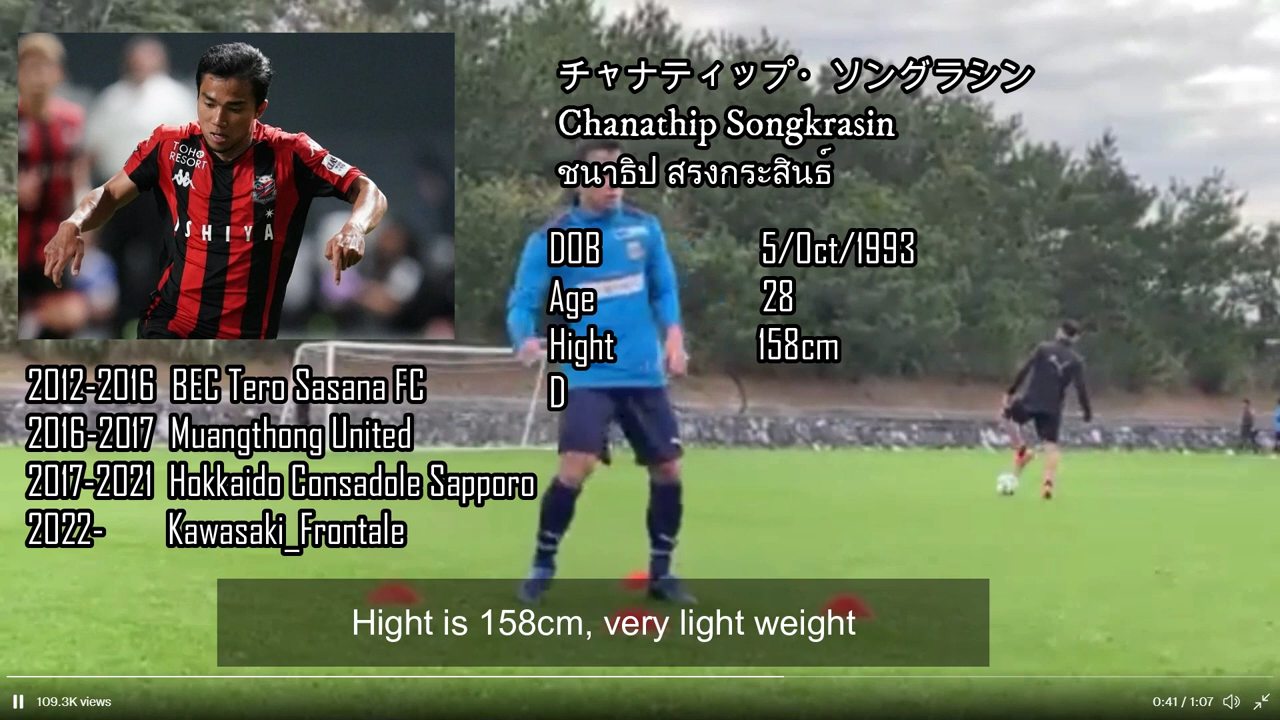 チャナティップ・ソングラシン
Chanathip Songkrasin
ชนาธิป สรงกระสินธ์
TOHO
RESORT
SHIYA
DOB 5/Oct/1993
Age 28
Hight 158cm
D
2012-2016 BEC Tero Sasana FC
2016-2017 Muangthong United
2017-2021 Hokkaido Consadole Sapporo
2022- Kawasaki_Frontale
Hight is 158cm, very light weight
109.3K views
0:41 / 1:07